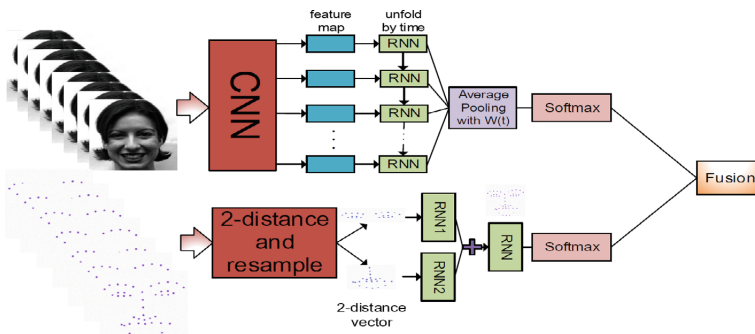 feature
map
unfold
by time
CNN
RNN
RNN
RNN
RNN
Average
Pooling
with W(t)
Softmax
Fusion
2-distance
and
resample
RNN1
RNN2
RNN
Softmax
2-distance
vector